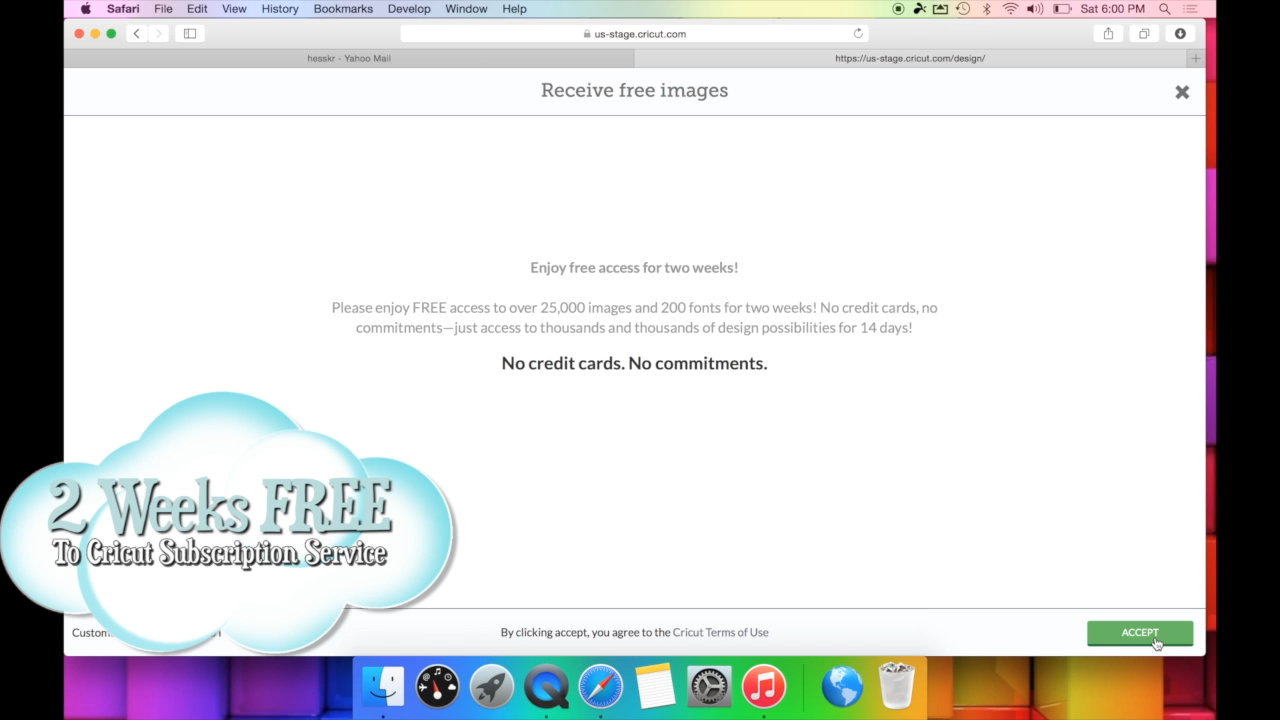 Safari File Edit View History Bookmarks Develop Window Help Sat 6:00 PM
us-stage.cricut.com
hesskr - Yahoo Mail https://us-stage.cricut.com/design/ +
Receive free images
Enjoy free access for two weeks!
Please enjoy FREE access to over 25,000 images and 200 fonts for two weeks! No credit cards, no
commitments—just access to thousands and thousands of design possibilities for 14 days!
No credit cards. No commitments.
2 Weeks FREE
To Cricut Subscription Service
By clicking accept, you agree to the Cricut Terms of Use
ACCEPT